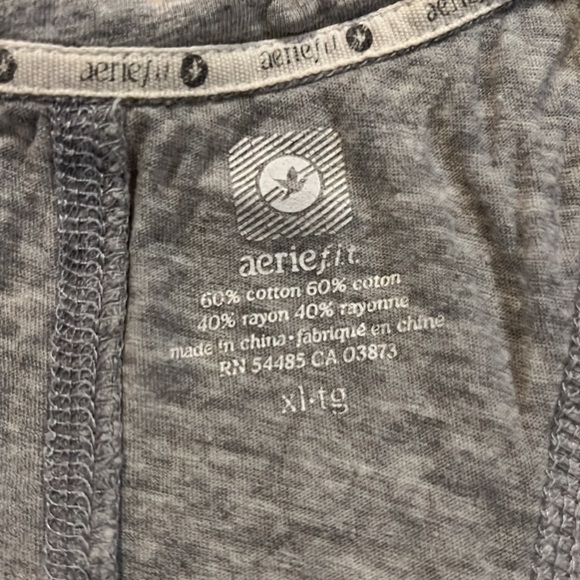 aeriefit aeriefit aerie
aeriefit
60% cotton 60% coton
40% rayon 40% rayonne
made in china·fabriqué en chine
RN 54485 CA 03873
xl·tg